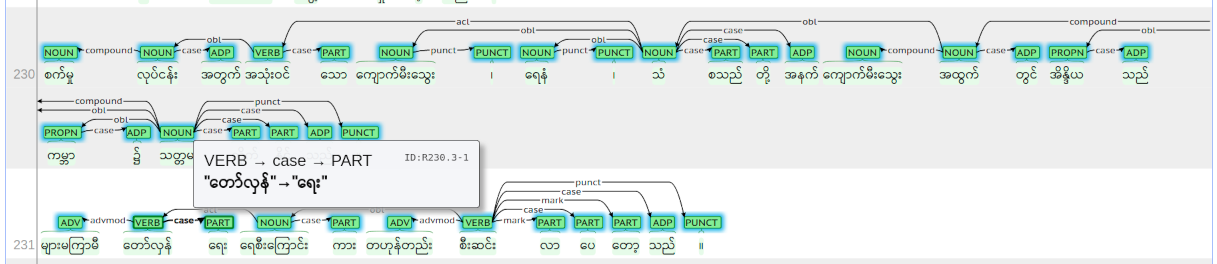 acl obl
obl compound
obl case obl
NOUN compound NOUN case ADP VERB case PART NOUN punct PUNCT NOUN punct PUNCT NOUN case PART PART ADP NOUN compound NOUN case ADP PROPN case ADP
230 စက်မှု လုပ်ငန်း အတွက် အသုံးဝင် သော ကျောက်မီးသွေး ၊ ရေနံ ၊ သံ စသည် တို့ အနက် ကျောက်မီးသွေး အထွက် တွင် အိန္ဒိယ သည်
compound punct
obl case
obl case
PROPN case ADP NOUN case PART PART ADP PUNCT
ကမ္ဘာ ၌ သတ္တမ
VERB → case → PART ID:R230.3-1
"တော်လှန်"→"ရေး"
punct
case
mark
case
ADV advmod VERB case PART NOUN case PART ADV advmod VERB mark PART PART PART ADP PUNCT
231 များမကြာမီ တော်လှန် ရေး ရေစီးကြောင်း ကား တဟုန်တည်း စီးဆင်း လာ ပေ တော့ သည် ။